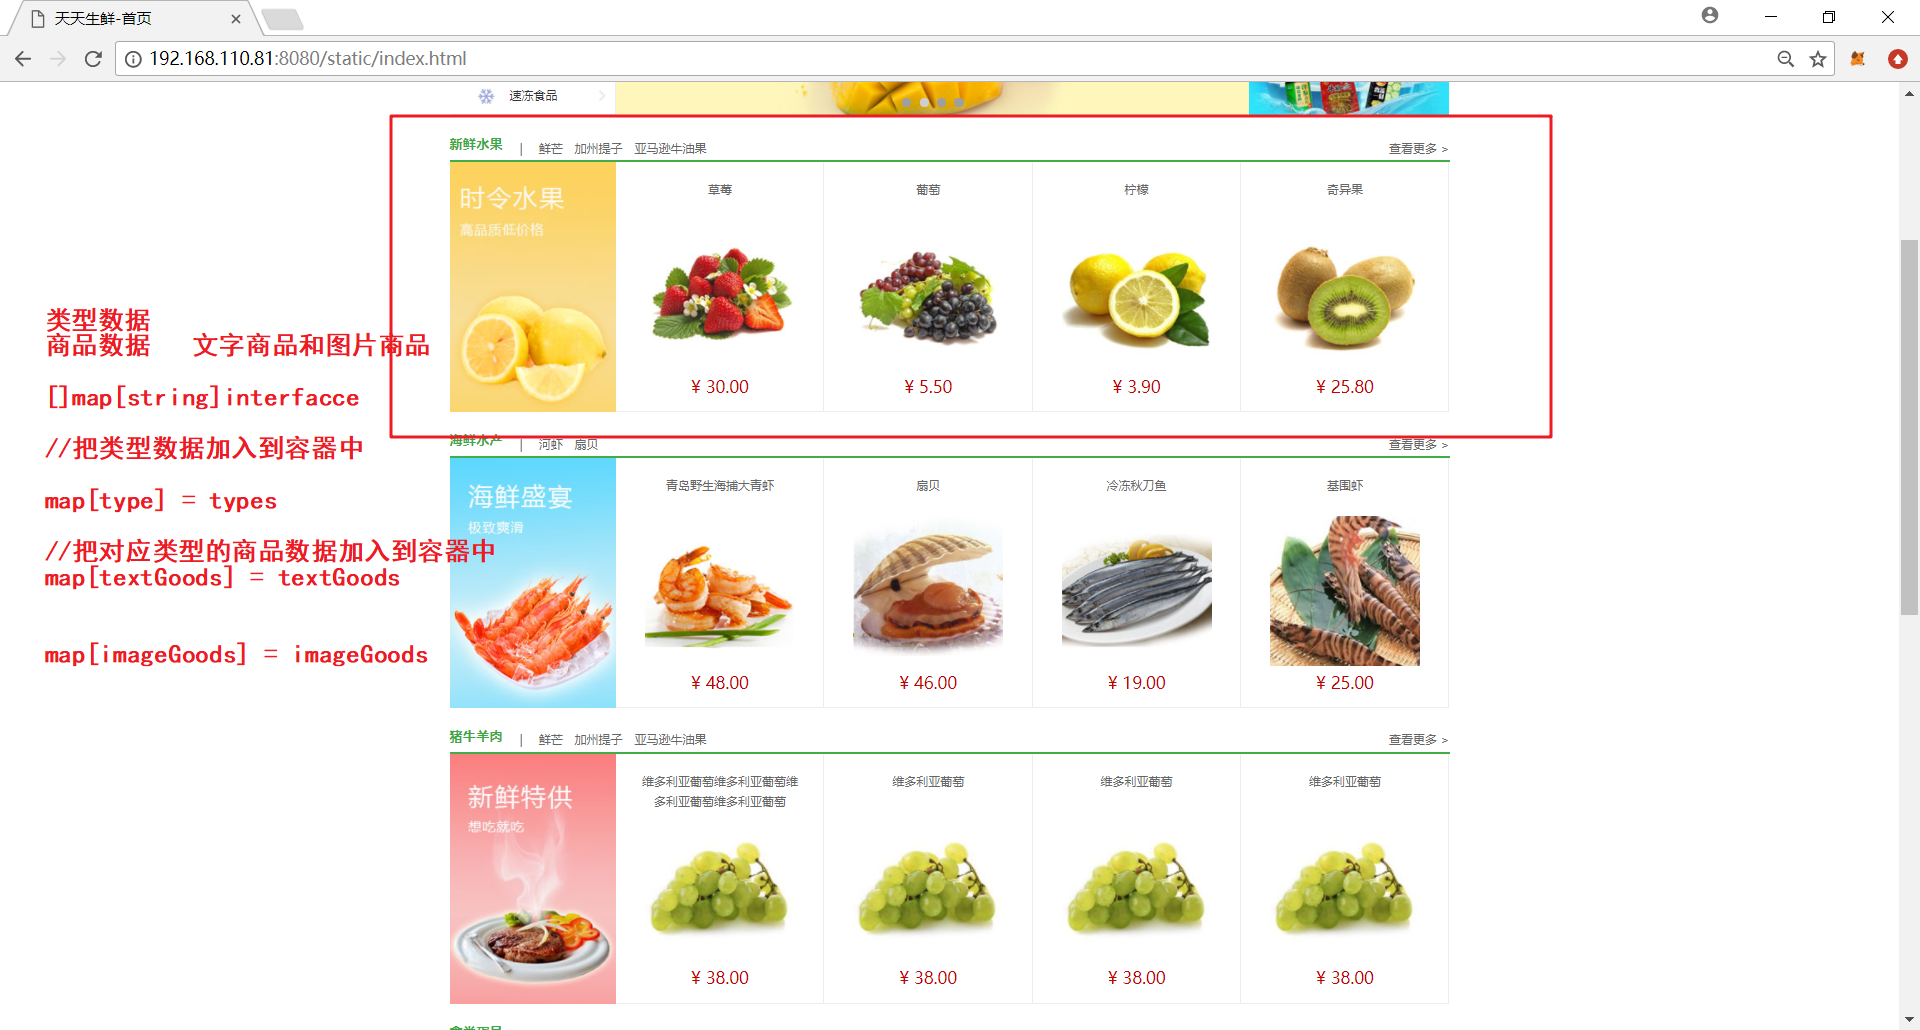 天天生鲜-首页
192.168.110.81:8080/static/index.html
速冻食品
新鲜水果 | 鲜芒 加州提子 亚马逊牛油果 查看更多 >
时令水果
高品质低价格
草莓 葡萄 柠檬 奇异果
¥ 30.00 ¥ 5.50 ¥ 3.90 ¥ 25.80
类型数据
商品数据 文字商品和图片商品
[]map[string]interfacce
//把类型数据加入到容器中
map[type] = types
//把对应类型的商品数据加入到容器中
map[textGoods] = textGoods
map[imageGoods] = imageGoods
海鲜水产 | 河虾 扇贝 查看更多 >
海鲜盛宴
极致爽滑
青岛野生海捕大青虾 扇贝 冷冻秋刀鱼 基围虾
¥ 48.00 ¥ 46.00 ¥ 19.00 ¥ 25.00
猪牛羊肉 | 鲜芒 加州提子 亚马逊牛油果 查看更多 >
新鲜特供
想吃就吃
维多利亚葡萄维多利亚葡萄维
多利亚葡萄维多利亚葡萄
维多利亚葡萄 维多利亚葡萄 维多利亚葡萄
¥ 38.00 ¥ 38.00 ¥ 38.00 ¥ 38.00